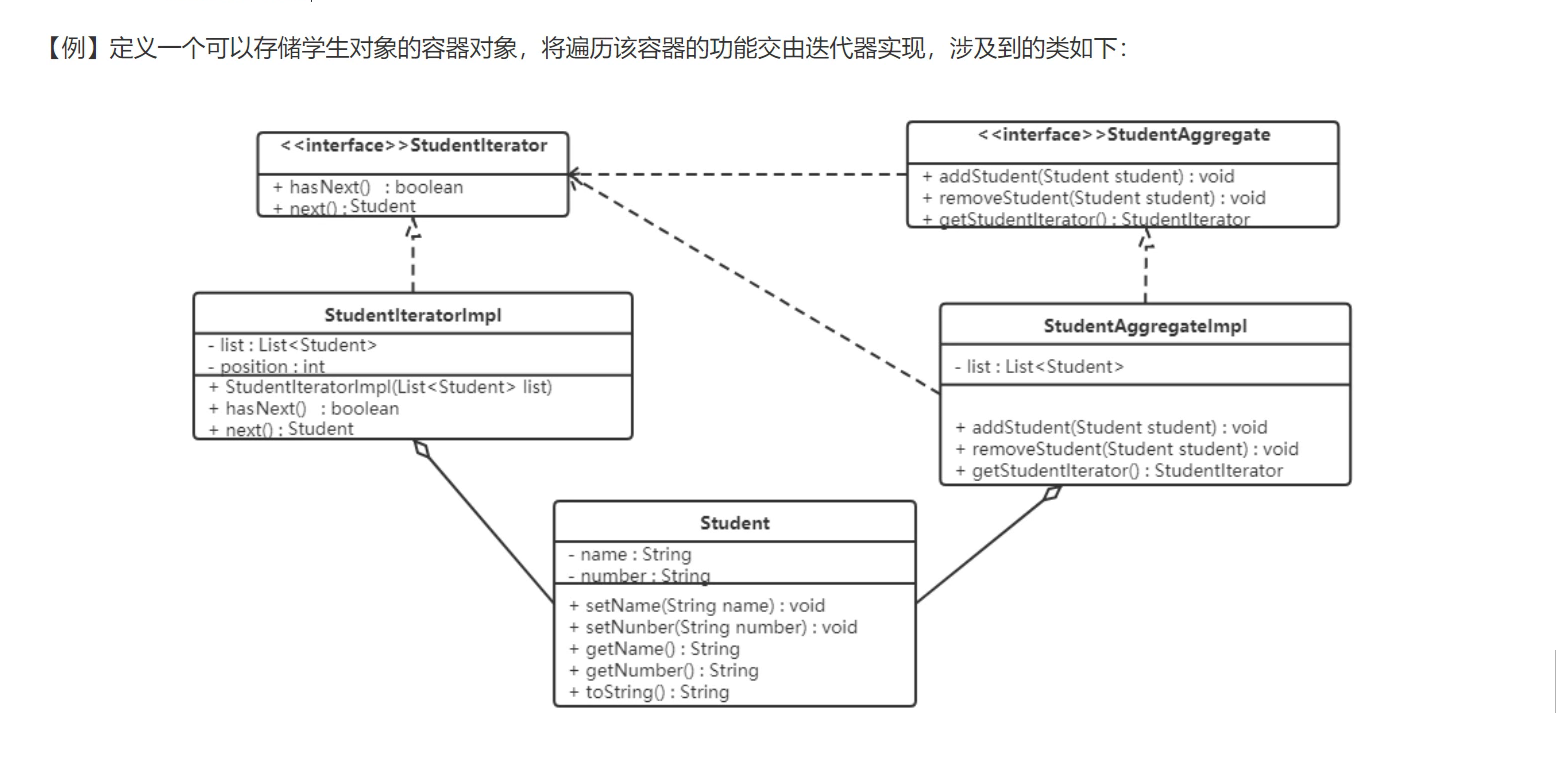 【例】定义一个可以存储学生对象的容器对象，将遍历该容器的功能交由迭代器实现，涉及到的类如下：
<<interface>>StudentIterator
+ hasNext() : boolean
+ next() : Student
<<interface>>StudentAggregate
+ addStudent(Student student) : void
+ removeStudent(Student student) : void
+ getStudentIterator() : StudentIterator
StudentIteratorImpl
- list : List<Student>
- position : int
+ StudentIteratorImpl(List<Student> list)
+ hasNext() : boolean
+ next() : Student
StudentAggregateImpl
- list : List<Student>
+ addStudent(Student student) : void
+ removeStudent(Student student) : void
+ getStudentIterator() : StudentIterator
Student
- name : String
- number : String
+ setName(String name) : void
+ setNunber(String number) : void
+ getName() : String
+ getNumber() : String
+ toString() : String